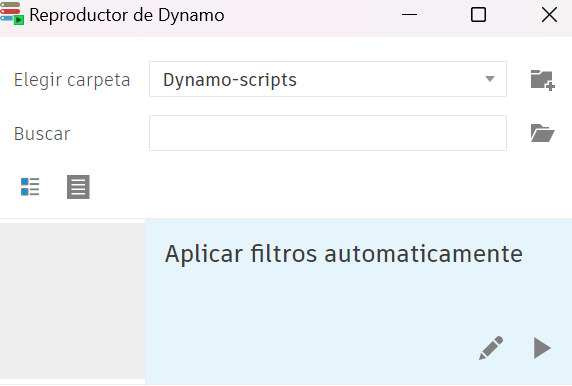 Reproductor de Dynamo
Elegir carpeta Dynamo-scripts
Buscar
Aplicar filtros automaticamente